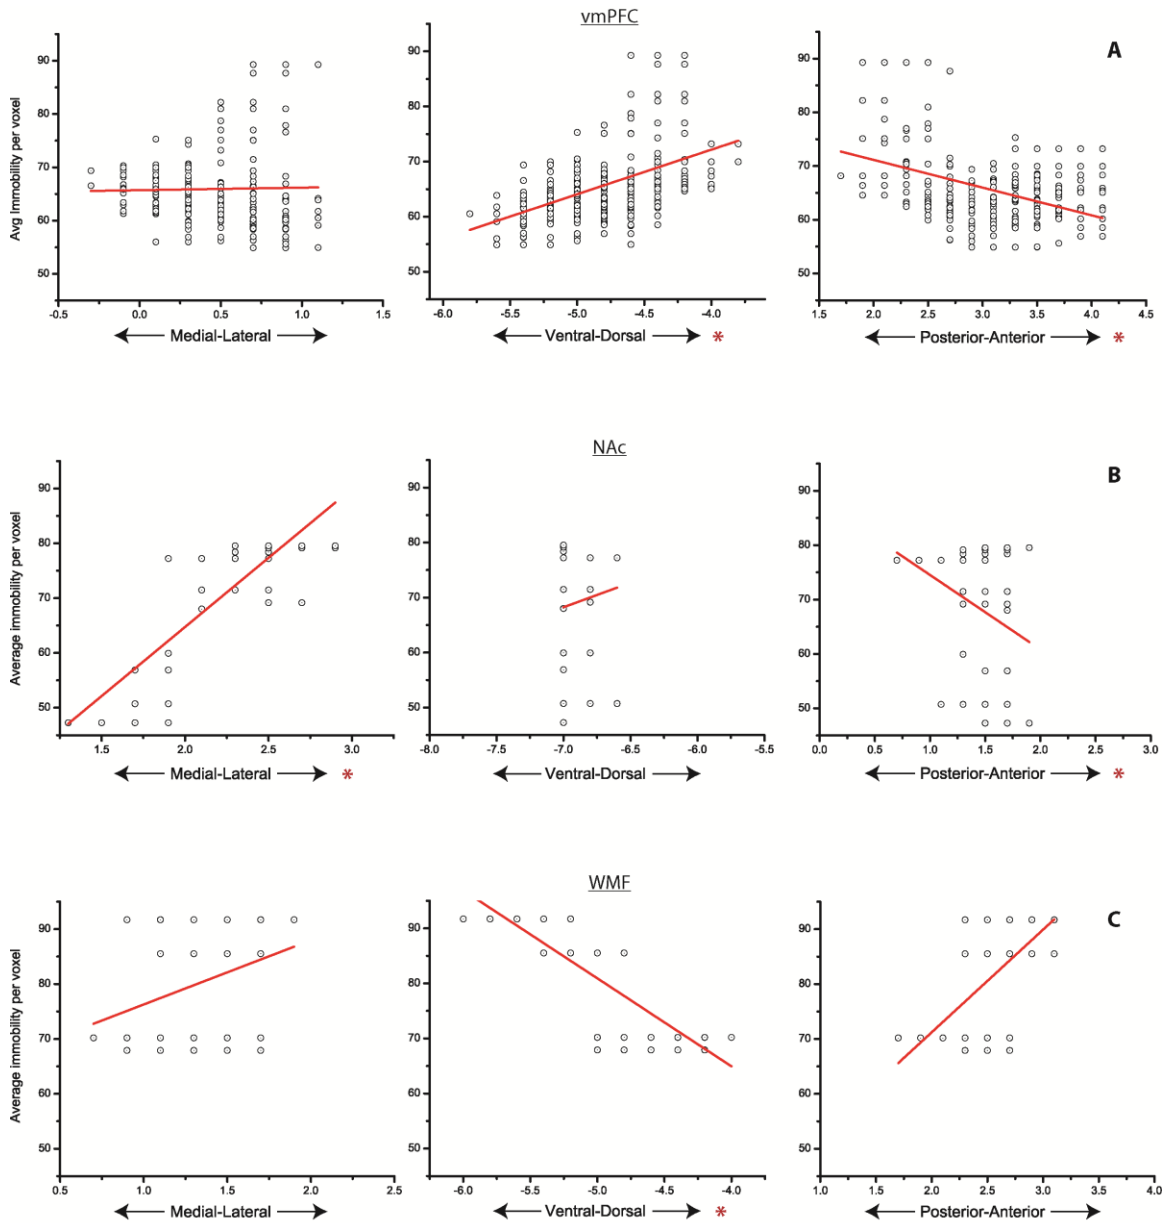 vmPFC
A
Avg Immobility per voxel
90
80
70
60
50
-0.5 0.0 0.5 1.0 1.5
Medial-Lateral
90
80
70
60
50
-6.0 -5.5 -5.0 -4.5 -4.0
Ventral-Dorsal *
90
80
70
60
50
1.5 2.0 2.5 3.0 3.5 4.0 4.5
Posterior-Anterior *
NAc
B
Average immobility per voxel
90
80
70
60
50
1.5 2.0 2.5 3.0
Medial-Lateral *
90
80
70
60
50
-8.0 -7.5 -7.0 -6.5 -6.0 -5.5
Ventral-Dorsal
90
80
70
60
50
0.0 0.5 1.0 1.5 2.0 2.5 3.0
Posterior-Anterior *
WMF
C
Average immobility per voxel
90
80
70
60
50
0.5 1.0 1.5 2.0 2.5
Medial-Lateral
90
80
70
60
50
-6.0 -5.5 -5.0 -4.5 -4.0
Ventral-Dorsal *
90
80
70
60
50
1.0 1.5 2.0 2.5 3.0 3.5 4.0
Posterior-Anterior